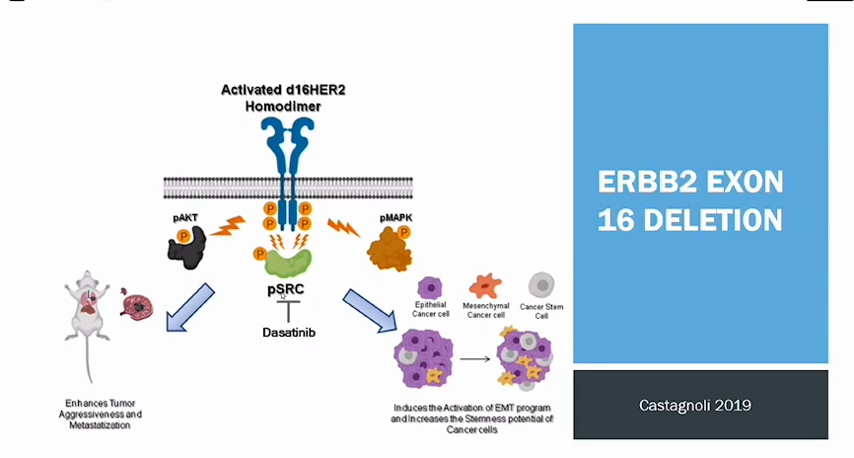 Activated d16HER2
Homodimer
P P
P P
pAKT
P
pMAPK
P
P
pSRC
Dasatinib
Epithelial
Cancer cell
Mesenchymal
Cancer cell
Cancer Stem
Cell
Enhances Tumor
Aggressiveness and
Metastatization
Induces the Activation of EMT program
and Increases the Stemness potential of
Cancer cells
ERBB2 EXON
16 DELETION
Castagnoli 2019